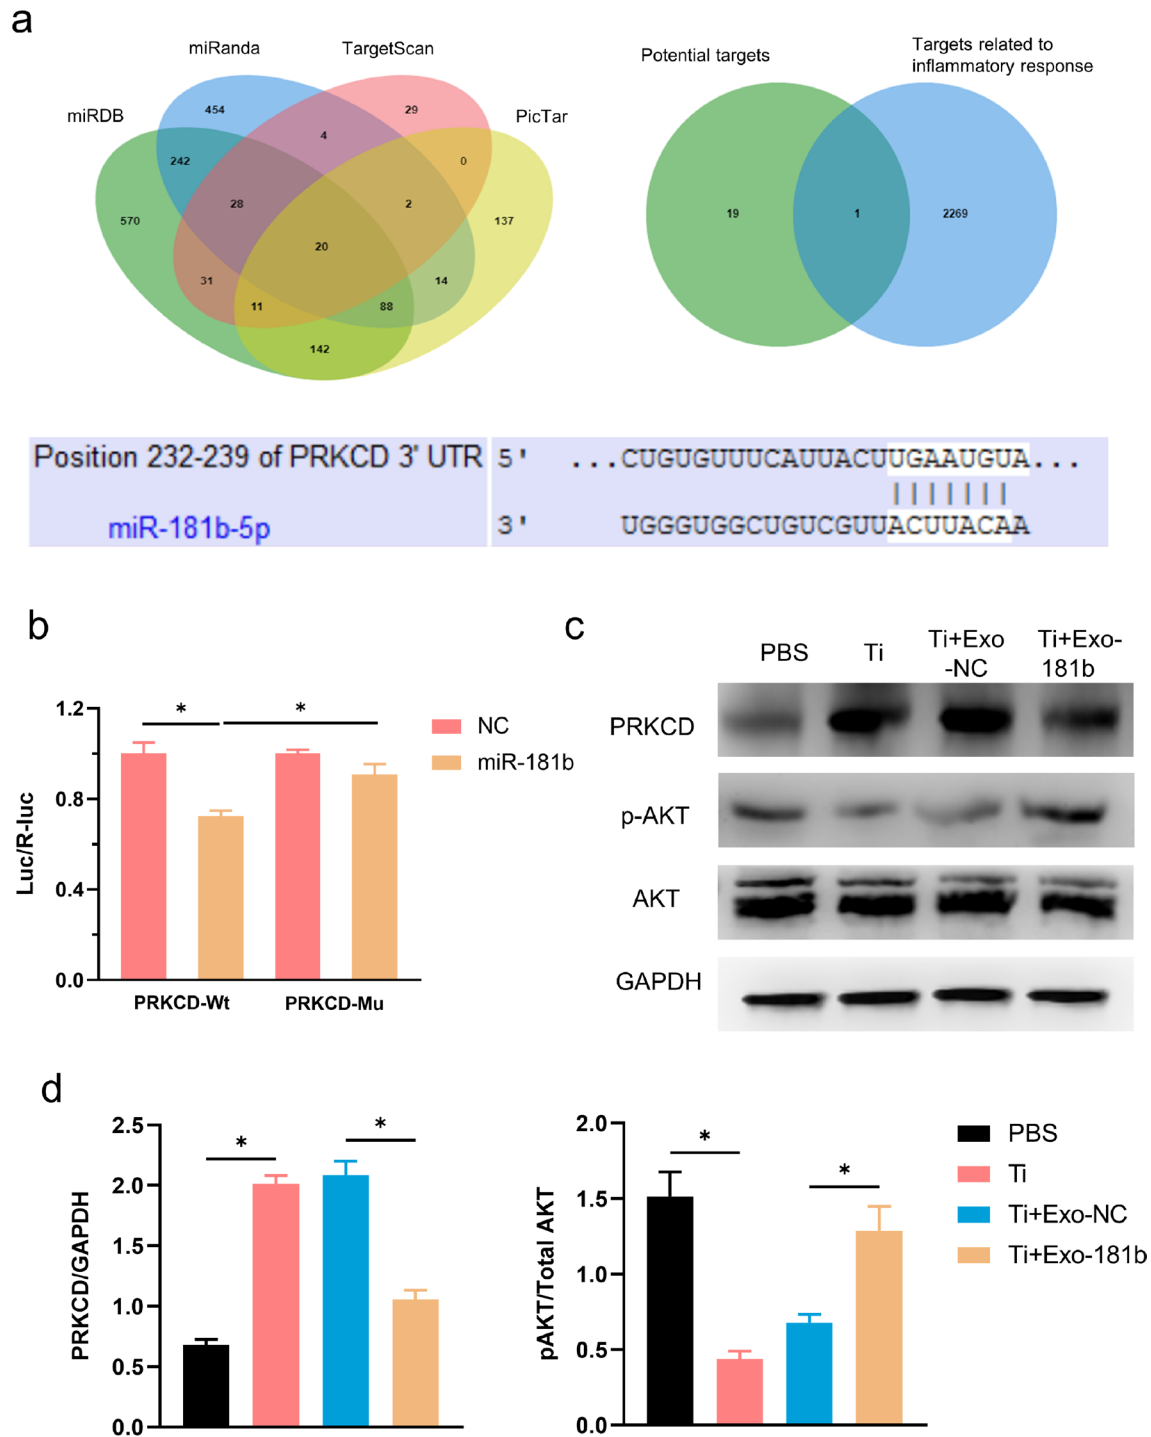 a
miRanda
TargetScan
miRDB
PicTar
454
29
4
242
0
28
2
570
137
20
31
14
11
88
142
Potential targets
Targets related to
inflammatory response
19
1
2269
Position 232-239 of PRKCD 3' UTR 5' ...CUGUGUUUCAUUACUUUGAAUGUA...
miR-181b-5p 3' UGGGUGGCUGUCGUUACUUACAA
b
1.2
0.8
0.4
0.0
Luc/R-luc
*
*
NC
miR-181b
PRKCD-Wt
PRKCD-Mu
c
PBS
Ti
Ti+Exo
-NC
Ti+Exo-
181b
PRKCD
p-AKT
AKT
GAPDH
d
2.5
2.0
1.5
1.0
0.5
0.0
PRKCD/GAPDH
*
*
2.0
1.5
1.0
0.5
0.0
pAKT/Total AKT
*
*
PBS
Ti
Ti+Exo-NC
Ti+Exo-181b